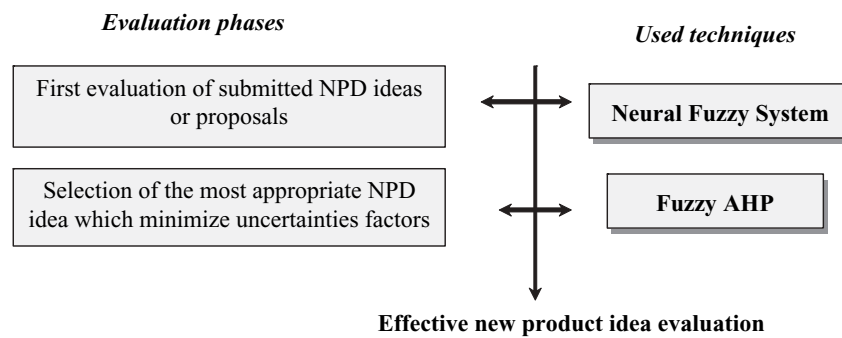 Evaluation phases
Used techniques
First evaluation of submitted NPD ideas
or proposals
Neural Fuzzy System
Selection of the most appropriate NPD
idea which minimize uncertainties factors
Fuzzy AHP
Effective new product idea evaluation